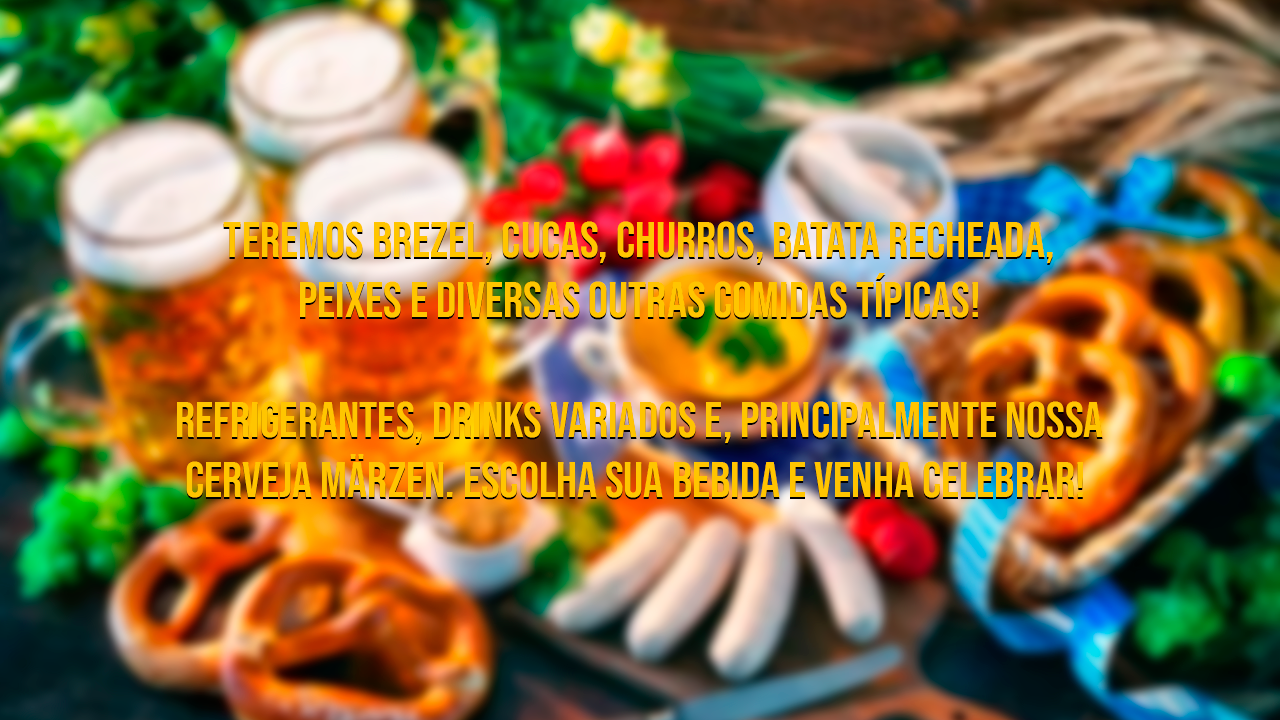 TEREMOS BREZEL, CUCAS, CHURROS, BATATA RECHEADA,
PEIXES E DIVERSAS OUTRAS COMIDAS TÍPICAS!
REFRIGERANTES, DRINKS VARIADOS E, PRINCIPALMENTE NOSSA
CERVEJA MÄRZEN. ESCOLHA SUA BEBIDA E VENHA CELEBRAR!